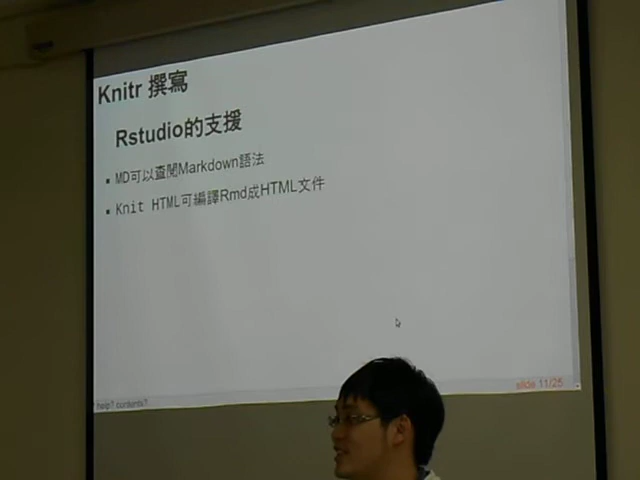 Knitr 撰寫
Rstudio的支援
MD可以查閱Markdown語法
Knit HTML可編譯Rmd成HTML文件
slide 11/25
help? contents?